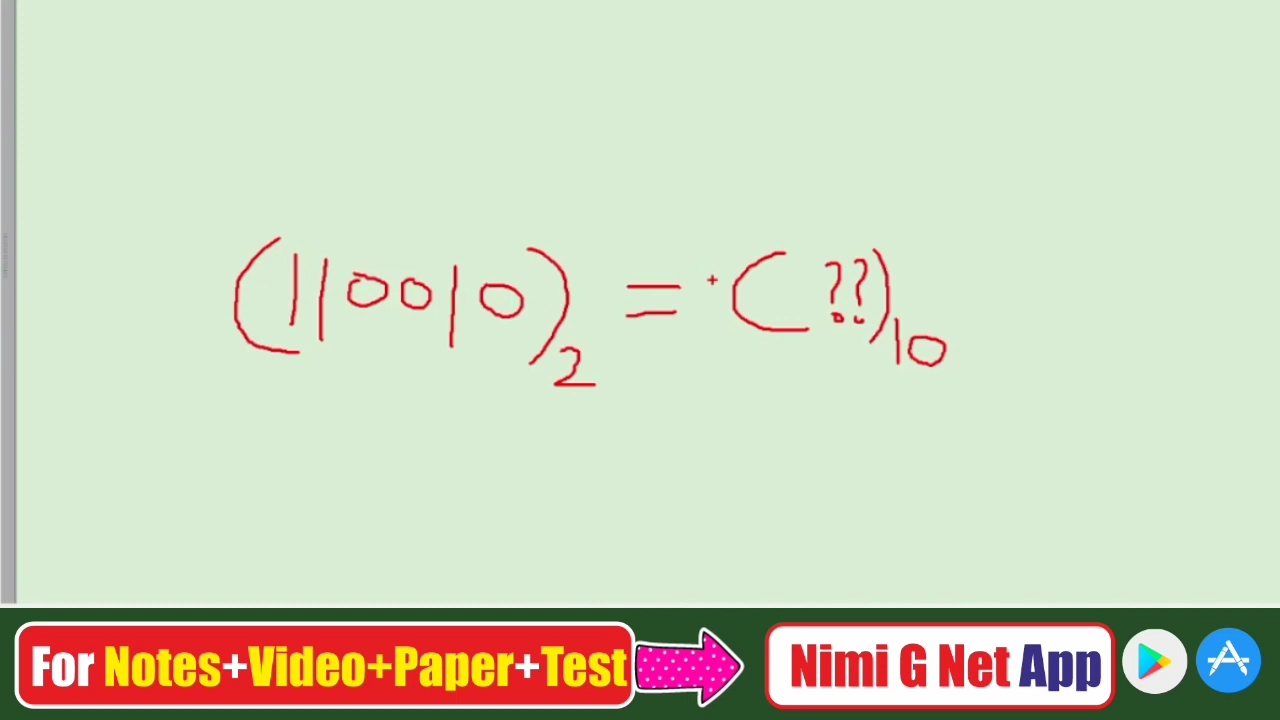 (110010)2 = (??)10
For Notes+Video+Paper+Test
Nimi G Net App